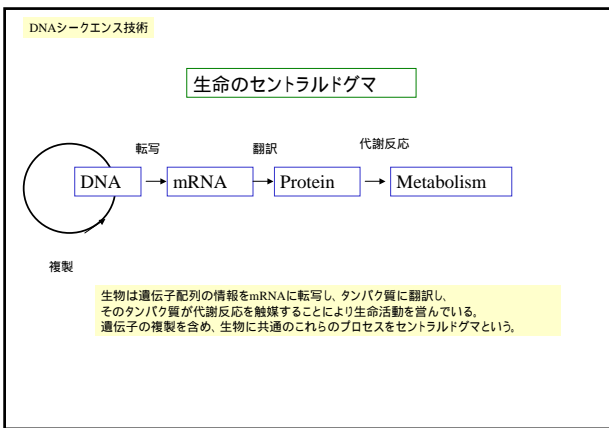 DNAシークエンス技術
生命のセントラルドグマ
転写
翻訳
代謝反応
DNA
mRNA
Protein
Metabolism
複製
生物は遺伝子配列の情報をmRNAに転写し、タンパク質に翻訳し、
そのタンパク質が代謝反応を触媒することにより生命活動を営んでいる。
遺伝子の複製を含め、生物に共通のこれらのプロセスをセントラルドグマという。